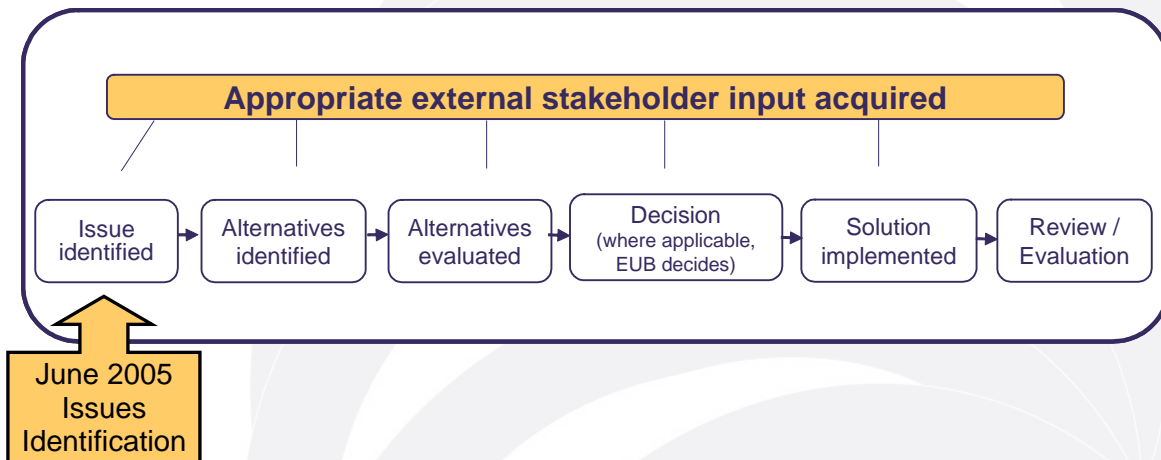 Appropriate external stakeholder input acquired
Issue
identified
Alternatives
identified
Alternatives
evaluated
Decision
(where applicable,
EUB decides)
Solution
implemented
Review /
Evaluation
June 2005
Issues
Identification